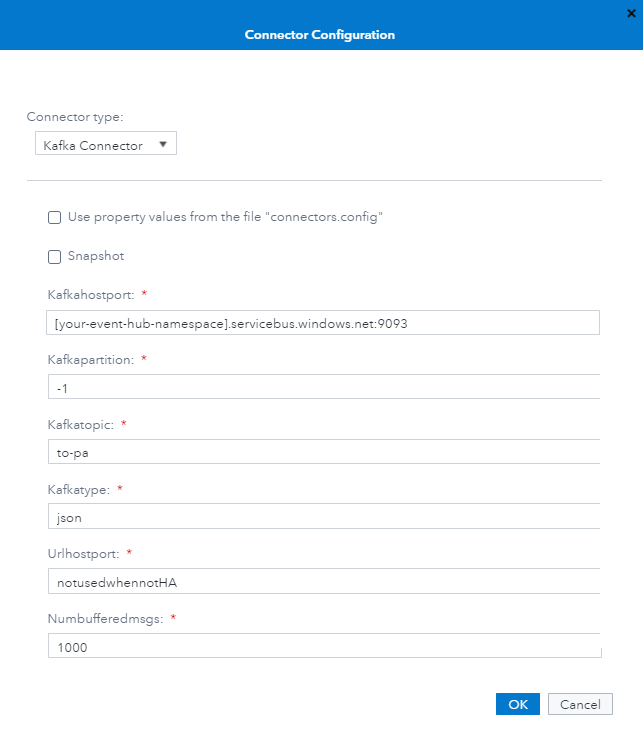 Connector Configuration
Connector type:
Kafka Connector
Use property values from the file "connectors.config"
Snapshot
Kafkahostport: *
[your-event-hub-namespace].servicebus.windows.net:9093
Kafkapartition: *
-1
Kafkatopic: *
to-pa
Kafkatype: *
json
Urlhostport: *
notusedwhennotHA
Numbufferedmsgs: *
1000
OK Cancel